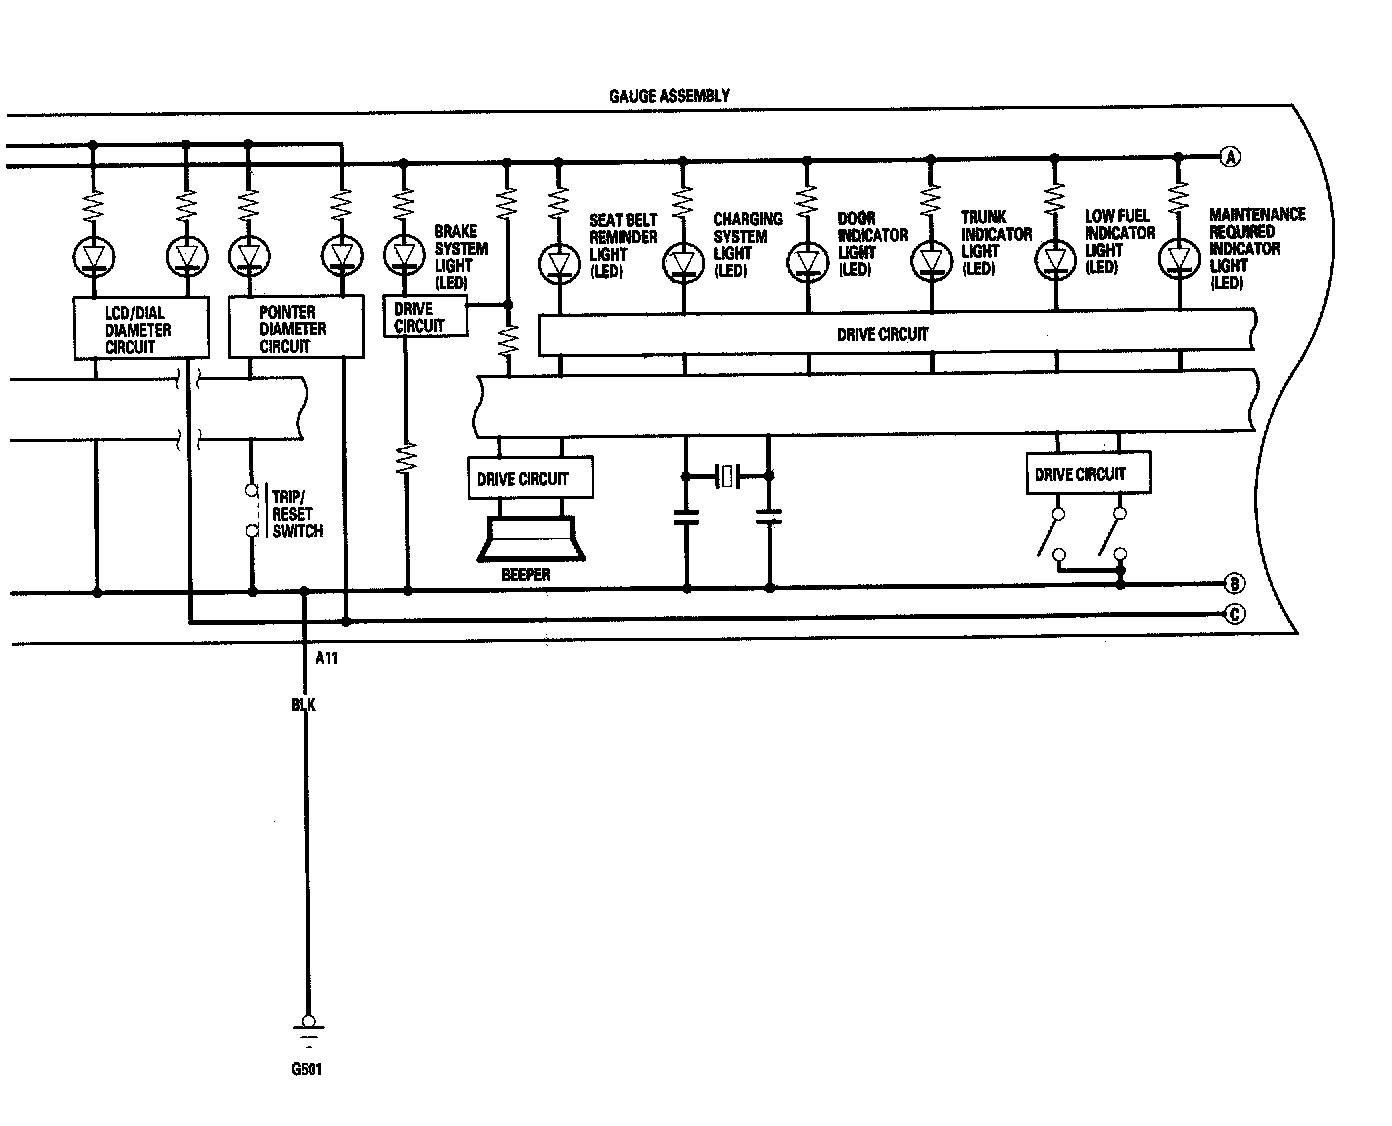 GAUGE ASSEMBLY
A
BRAKE
SYSTEM
LIGHT
(LED)
SEAT BELT
REMINDER
LIGHT
(LED)
CHARGING
SYSTEM
LIGHT
(LED)
DOOR
INDICATOR
LIGHT
(LED)
TRUNK
INDICATOR
LIGHT
(LED)
LOW FUEL
INDICATOR
LIGHT
(LED)
MAINTENANCE
REQUIRED
INDICATOR
LIGHT
(LED)
LCD/DIAL
DIAMETER
CIRCUIT
POINTER
DIAMETER
CIRCUIT
DRIVE
CIRCUIT
DRIVE CIRCUIT
TRIP/
RESET
SWITCH
DRIVE CIRCUIT
BEEPER
DRIVE CIRCUIT
B
C
A11
BLK
G501